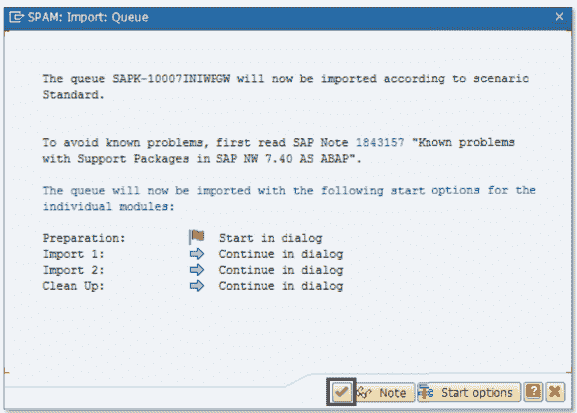 SPAM: Import: Queue
The queue SAPK-10007INIWFGW will now be imported according to scenaric
Standard.
To avoid known problems, first read SAP Note 1843157 "Known problems
with Support Packages in SAP NW 7.40 AS ABAP".
The queue will now be imported with the following start options for the
individual modules:
Preparation: Start in dialog
Import 1: Continue in dialog
Import 2: Continue in dialog
Clean Up: Continue in dialog
Note Start options